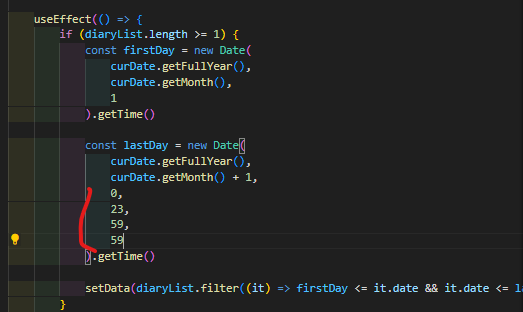 useEffect(() => {
if (diaryList.length >= 1) {
const firstDay = new Date(
curDate.getFullYear(),
curDate.getMonth(),
1
).getTime()
const lastDay = new Date(
curDate.getFullYear(),
curDate.getMonth() + 1,
0,
23,
59,
59
).getTime()
setData(diaryList.filter((it) => firstDay <= it.date && it.date <= la
}